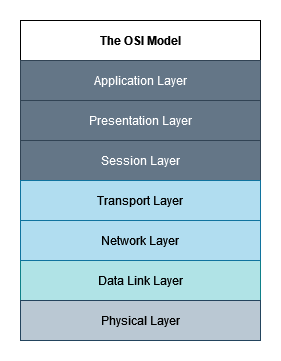 The OSI Model
Application Layer
Presentation Layer
Session Layer
Transport Layer
Network Layer
Data Link Layer
Physical Layer